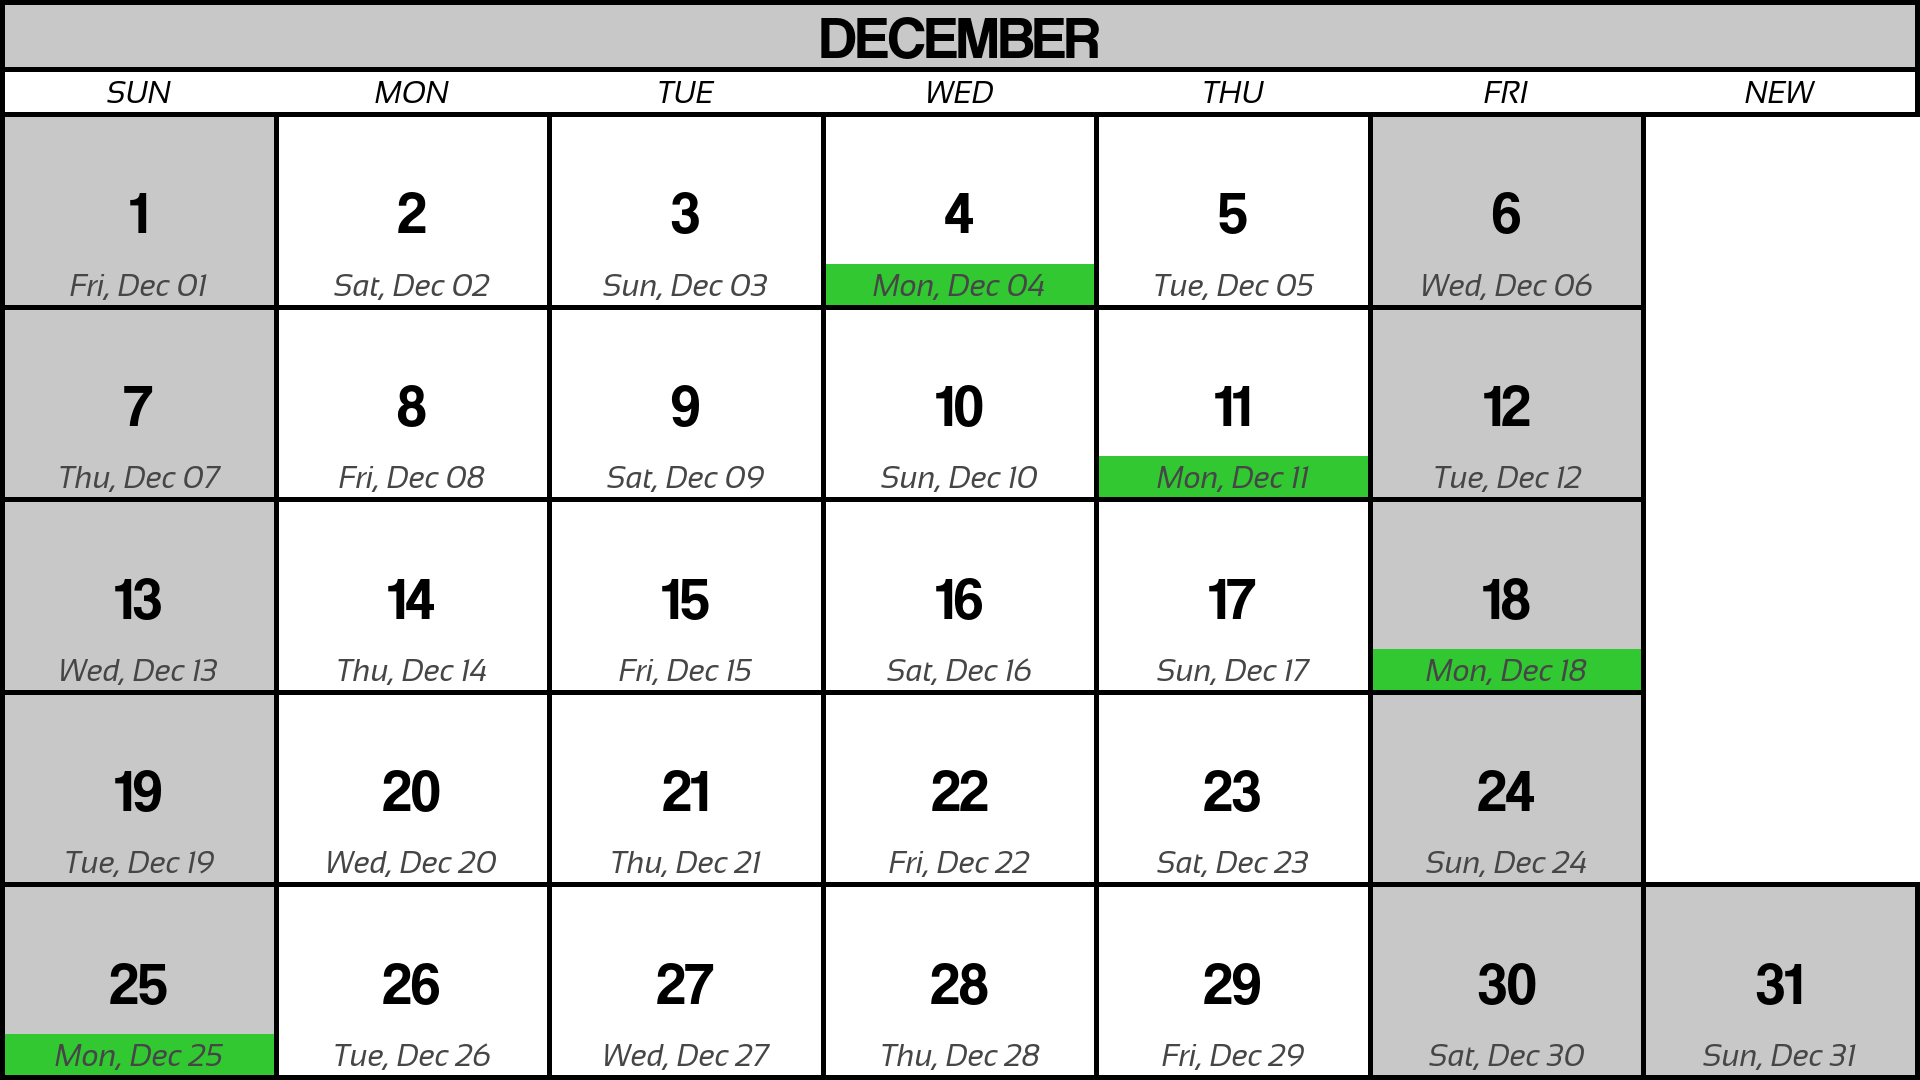 DECEMBER
SUN MON TUE WED THU FRI NEW
1 2 3 4 5 6
Fri, Dec 01 Sat, Dec 02 Sun, Dec 03 Mon, Dec 04 Tue, Dec 05 Wed, Dec 06
7 8 9 10 11 12
Thu, Dec 07 Fri, Dec 08 Sat, Dec 09 Sun, Dec 10 Mon, Dec 11 Tue, Dec 12
13 14 15 16 17 18
Wed, Dec 13 Thu, Dec 14 Fri, Dec 15 Sat, Dec 16 Sun, Dec 17 Mon, Dec 18
19 20 21 22 23 24
Tue, Dec 19 Wed, Dec 20 Thu, Dec 21 Fri, Dec 22 Sat, Dec 23 Sun, Dec 24
25 26 27 28 29 30 31
Mon, Dec 25 Tue, Dec 26 Wed, Dec 27 Thu, Dec 28 Fri, Dec 29 Sat, Dec 30 Sun, Dec 31